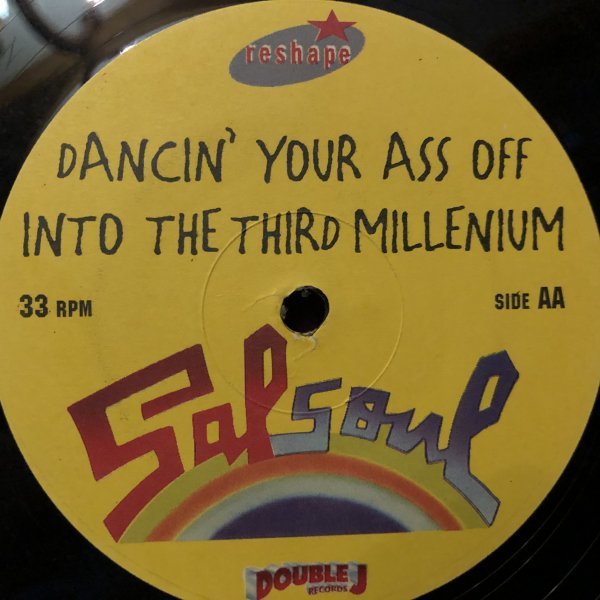 reshape
DANCIN' YOUR ASS OFF
INTO THE THIRD MILLENIUM
33 RPM
SIDE AA
Salsoul
DOUBLE J
RECORDS